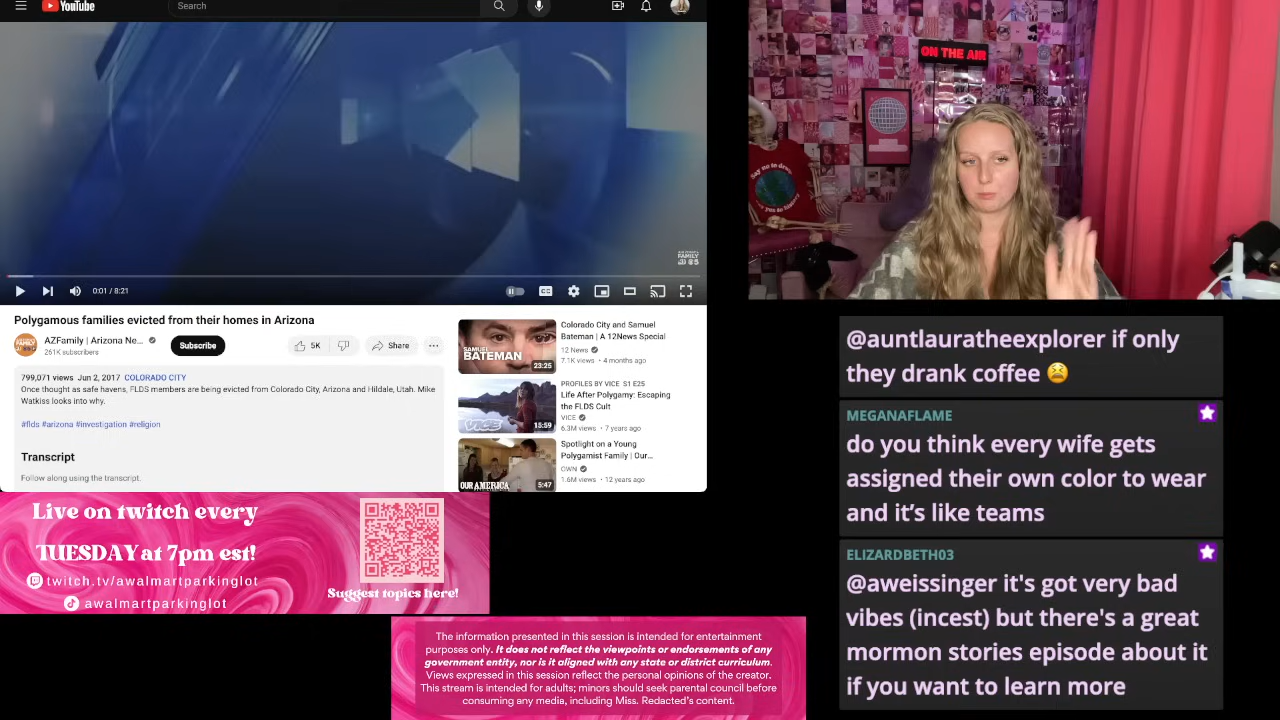 YouTube
Search
ON THE AIR
0:01 / 8:21
CC
Polygamous families evicted from their homes in Arizona
AZFamily | Arizona Ne...
261K subscribers
Subscribe
5K
Share
799,071 views Jun 2, 2017 COLORADO CITY
Once thought as safe havens, FLDS members are being evicted from Colorado City, Arizona and Hildale, Utah. Mike
Watkiss looks into why.
#flds #arizona #investigation #religion
Transcript
Follow along using the transcript.
SAMUEL
BATEMAN
23:25
Colorado City and Samuel
Bateman | A 12News Special
12 News
7.1K views • 4 months ago
VICE
15:59
PROFILES BY VICE S1 E25
Life After Polygamy: Escaping
the FLDS Cult
VICE
6.3M views • 7 years ago
OUR AMERICA
5:47
Spotlight on a Young
Polygamist Family | Our...
OWN
1.6M views • 12 years ago
Live on twitch every
TUESDAY at 7pm est!
twitch.tv/awalmartparkinglot
awalmartparkinglot
Suggest topics here!
The information presented in this session is intended for entertainment
purposes only. It does not reflect the viewpoints or endorsements of any
government entity, nor is it aligned with any state or district curriculum.
Views expressed in this session reflect the personal opinions of the creator.
This stream is intended for adults; minors should seek parental council before
consuming any media, including Miss. Redacted's content.
@auntlauratheexplorer if only
they drank coffee 😫
MEGANAFLAME
do you think every wife gets
assigned their own color to wear
and it's like teams
ELIZARDBETH03
@aweissinger it's got very bad
vibes (incest) but there's a great
mormon stories episode about it
if you want to learn more